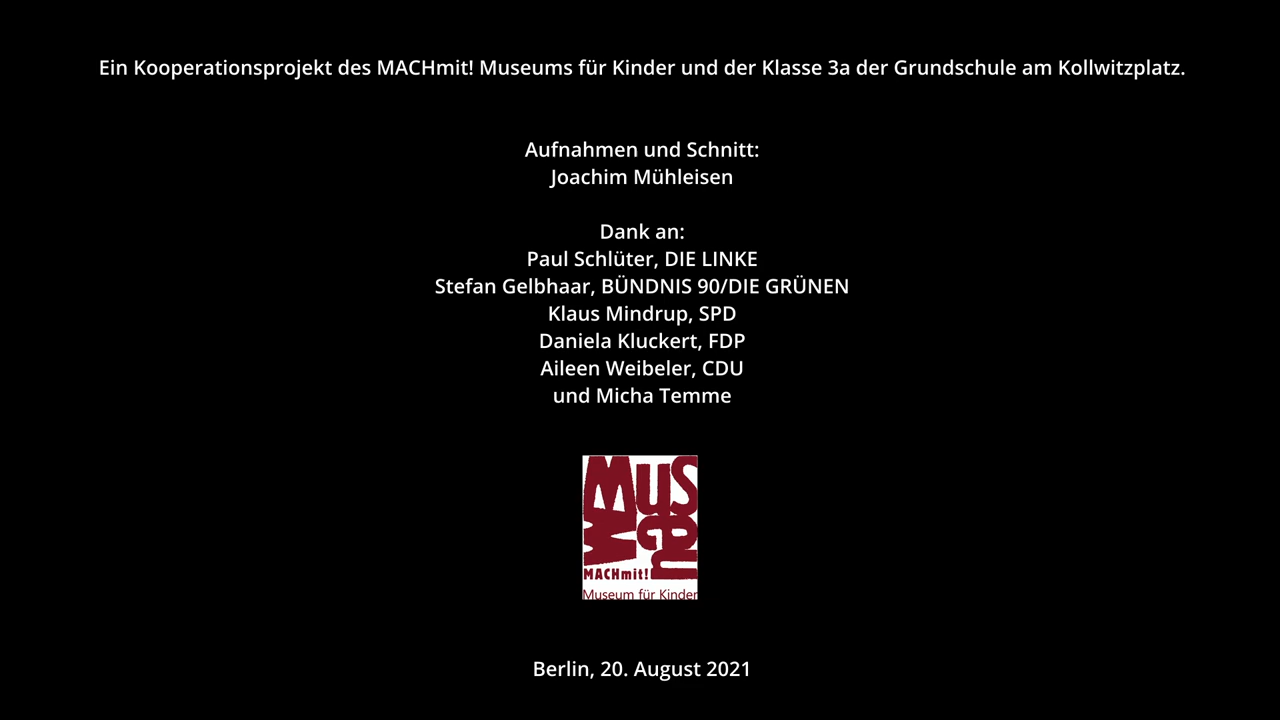 Ein Kooperationsprojekt des MACHmit! Museums für Kinder und der Klasse 3a der Grundschule am Kollwitzplatz.
Aufnahmen und Schnitt:
Joachim Mühleisen
Dank an:
Paul Schlüter, DIE LINKE
Stefan Gelbhaar, BÜNDNIS 90/DIE GRÜNEN
Klaus Mindrup, SPD
Daniela Kluckert, FDP
Aileen Weibeler, CDU
und Micha Temme
Museum
MACHmit!
Museum für Kinder
Berlin, 20. August 2021